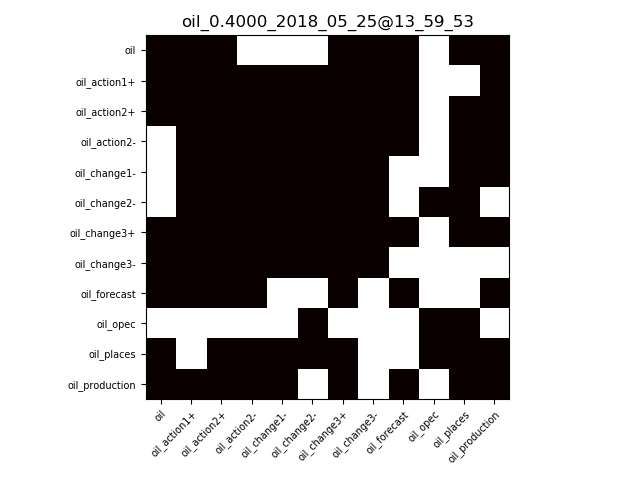 oil_0.4000_2018_05_25@13_59_53
oil
oil_action1+
oil_action2+
oil_action2-
oil_change1-
oil_change2-
oil_change3+
oil_change3-
oil_forecast
oil_opec
oil_places
oil_production
oil
oil_action1+
oil_action2+
oil_action2-
oil_change1-
oil_change2-
oil_change3+
oil_change3-
oil_forecast
oil_opec
oil_places
oil_production